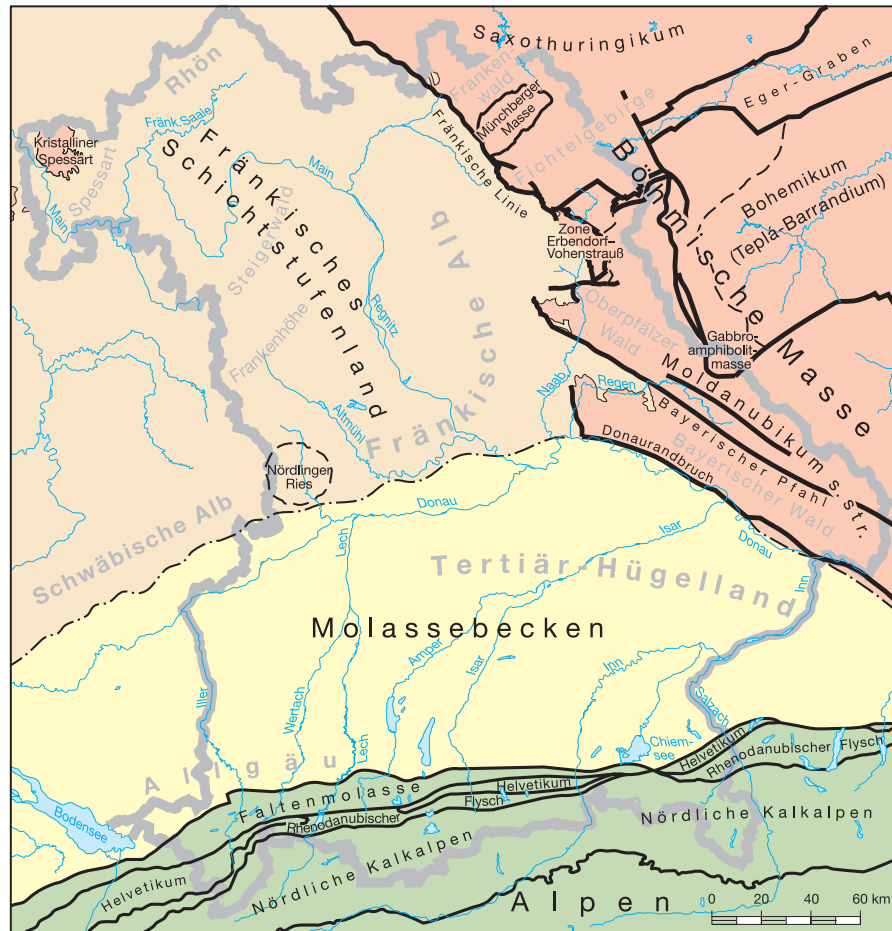 Saxothuringikum
Rhön
Franken-
wald
Eger-Graben
Münchberger
Masse
Fränk. Saale
Kristalliner
Spessart
Spessart
Fränkisches
Schichtstufenland
Main
Fränkische Linie
Fichtelgebirge
Böhmische Masse
Bohemikum
(Teplá-Barrandium)
Main
Steigerwald
Zone
Erbendorf-
Vohenstrauß
Fränkische Alb
Regnitz
Oberpfälzer
Wald
Gabbro-
amphibolit-
masse
Frankenhöhe
Naab
Regen
Moldanubikum s. str.
Altmühl
Bayerischer Pfahl
Donaurandbruch
Bayerischer Wald
Nördlinger
Ries
Donau
Schwäbische Alb
Lech
Isar
Donau
Tertiär-Hügelland
Inn
Molassebecken
Amper
Isar
Inn
Iller
Wertach
Lech
Salzach
Chiem-
see
Allgäu
Helvetikum
Rhenodanubischer
Flysch
Faltenmolasse
Helvetikum
Bodensee
Rhenodanubischer
Flysch
Nördliche Kalkalpen
Helvetikum
Nördliche Kalkalpen
Alpen
0 20 40 60 km